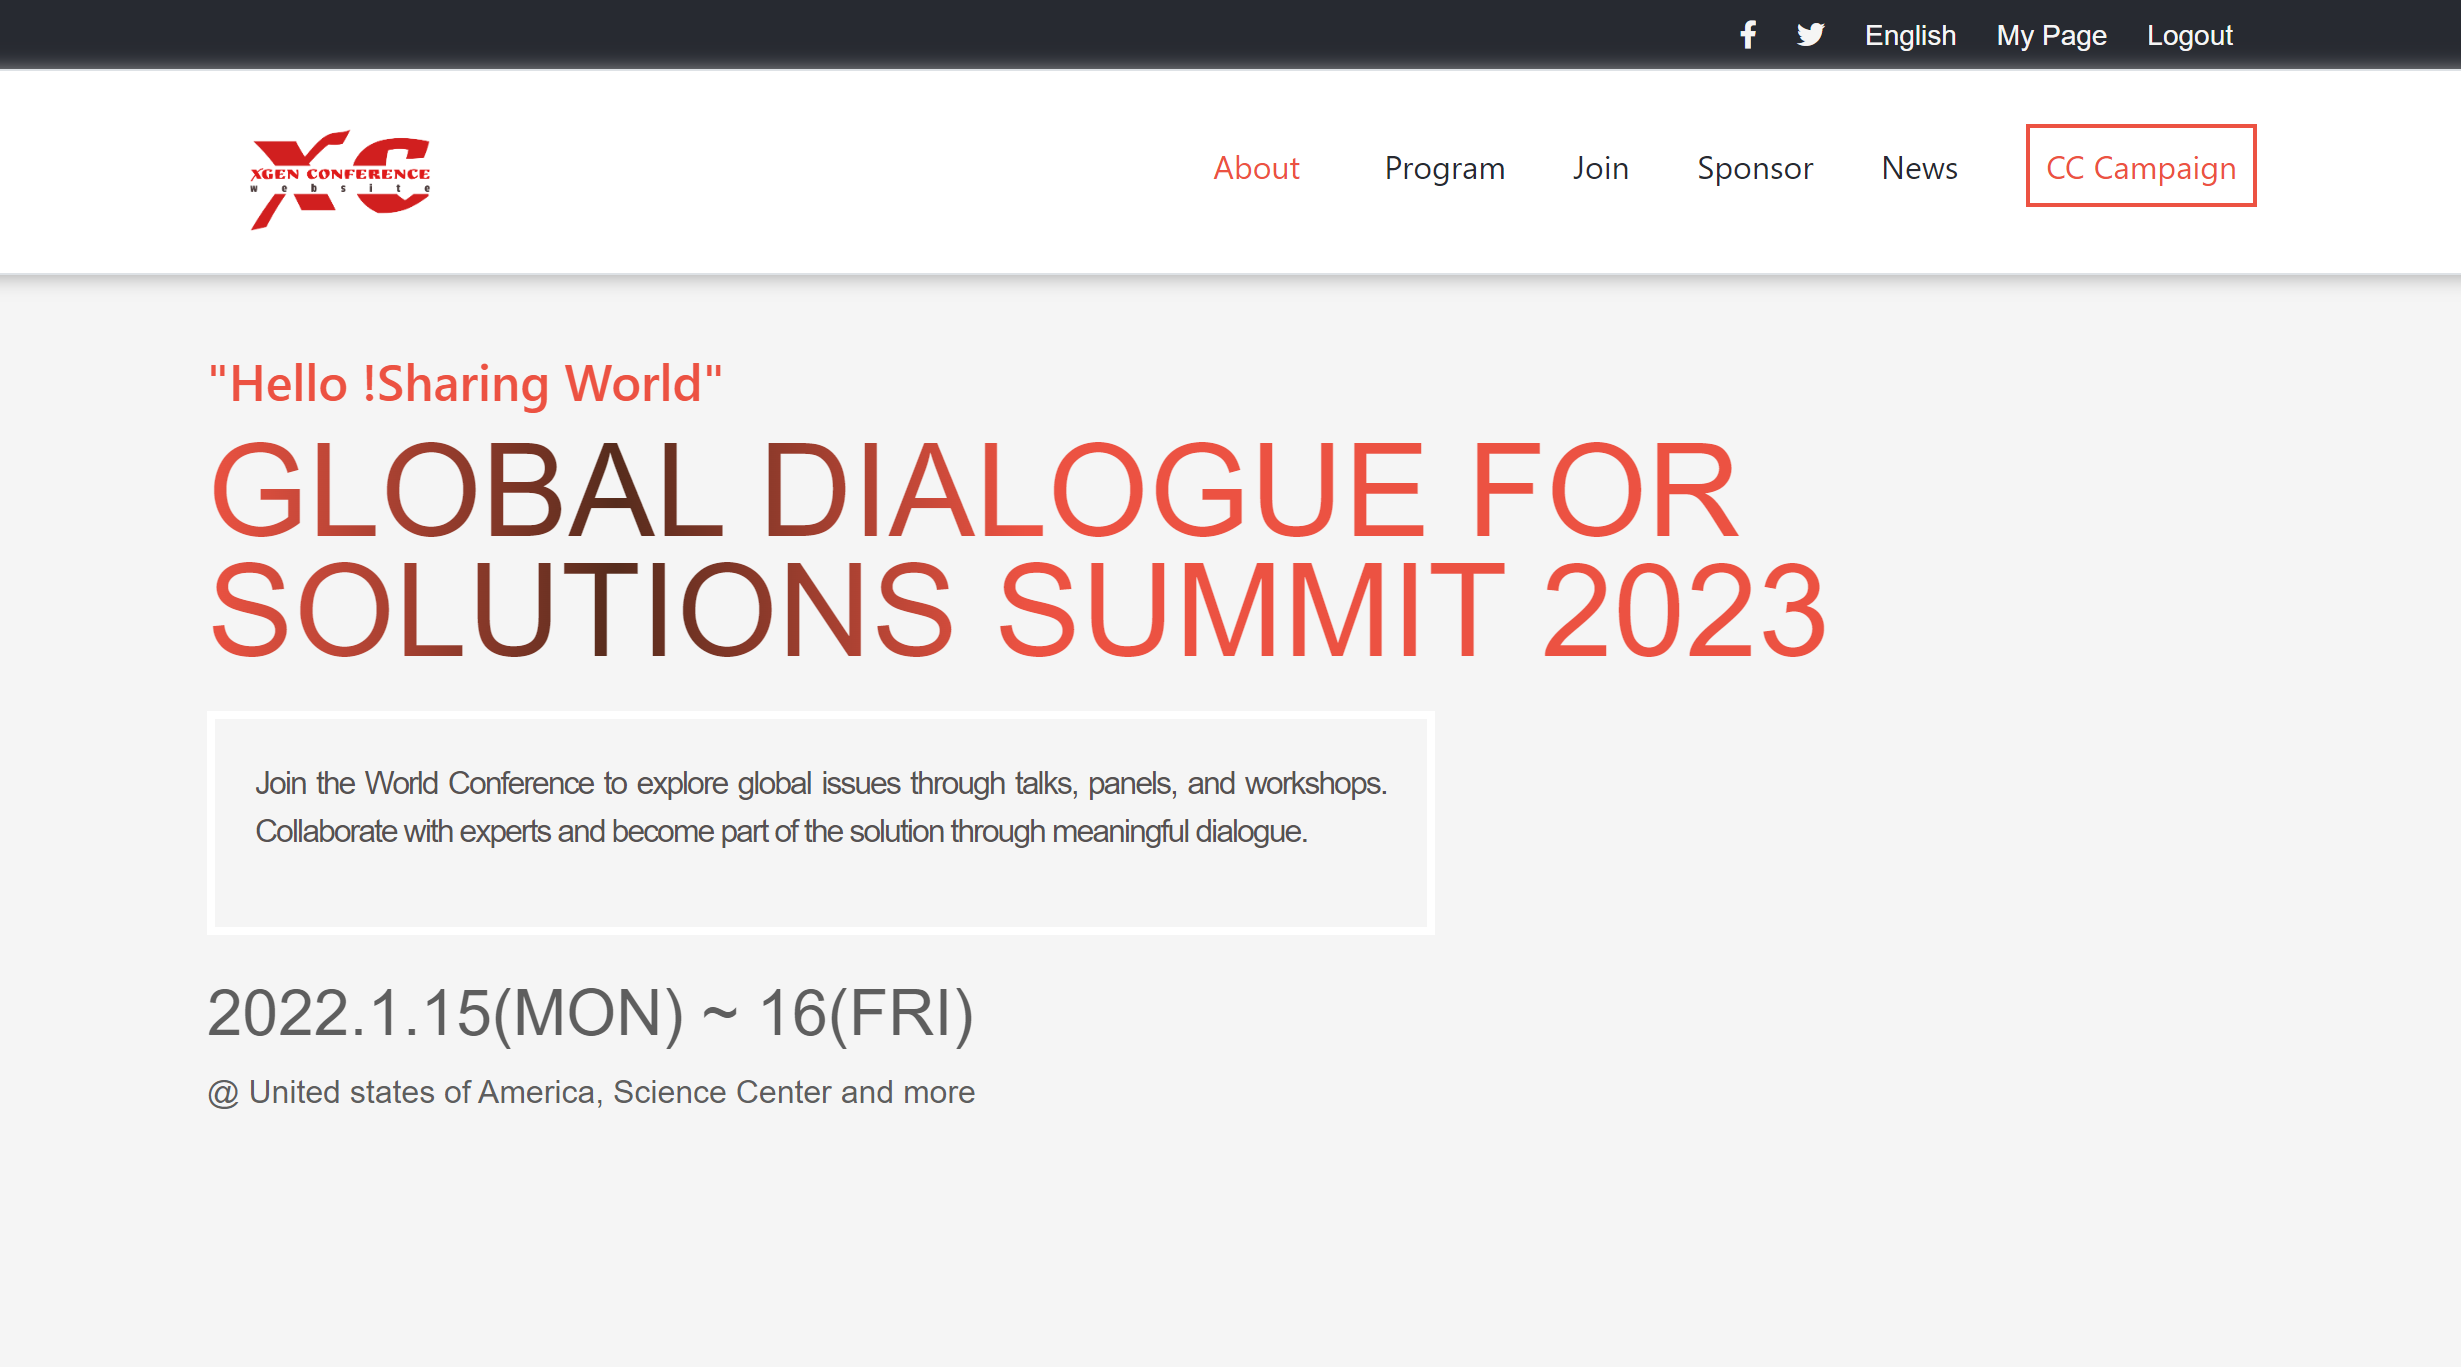 English My Page Logout
XC
XGEN CONFERENCE
website
About Program Join Sponsor News CC Campaign
"Hello !Sharing World"
GLOBAL DIALOGUE FOR
SOLUTIONS SUMMIT 2023
Join the World Conference to explore global issues through talks, panels, and workshops.
Collaborate with experts and become part of the solution through meaningful dialogue.
2022.1.15(MON) ~ 16(FRI)
@ United states of America, Science Center and more